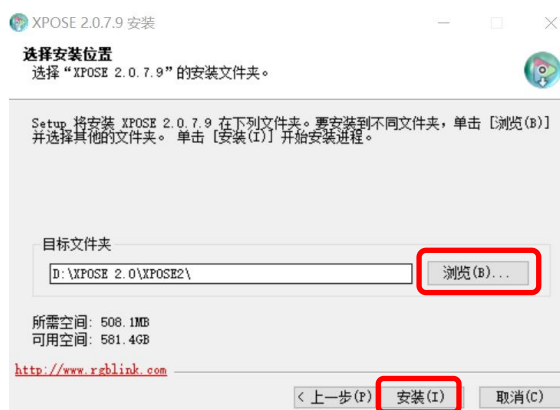 XPOSE 2.0.7.9 安装
选择安装位置
选择“XPOSE 2.0.7.9”的安装文件夹。
Setup 将安装 XPOSE 2.0.7.9 在下列文件夹。要安装到不同文件夹，单击 [浏览(B)]
并选择其他的文件夹。 单击 [安装(I)] 开始安装进程。
目标文件夹
D:\XPOSE 2.0\XPOSE2\
浏览(B)...
所需空间: 508.1MB
可用空间: 581.4GB
http://www.rgblink.com
< 上一步(P)
安装(I)
取消(C)